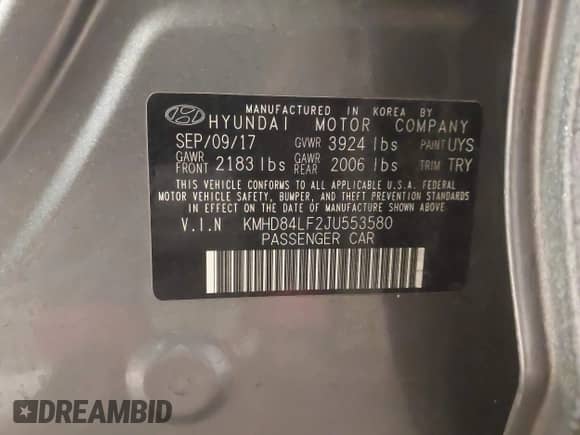 MANUFACTURED IN KOREA BY
HYUNDAI MOTOR COMPANY
SEP/09/17 GVWR 3924 lbs PAINT UYS
GAWR FRONT 2183 lbs GAWR REAR 2006 lbs TRIM TRY
THIS VEHICLE CONFORMS TO ALL APPLICABLE U.S.A. FEDERAL
MOTOR VEHICLE SAFETY, BUMPER, AND THEFT PREVENTION STANDARDS
IN EFFECT ON THE DATE OF MANUFACTURE SHOWN ABOVE.
V.I.N KMHD84LF2JU553580
PASSENGER CAR
DREAMBID